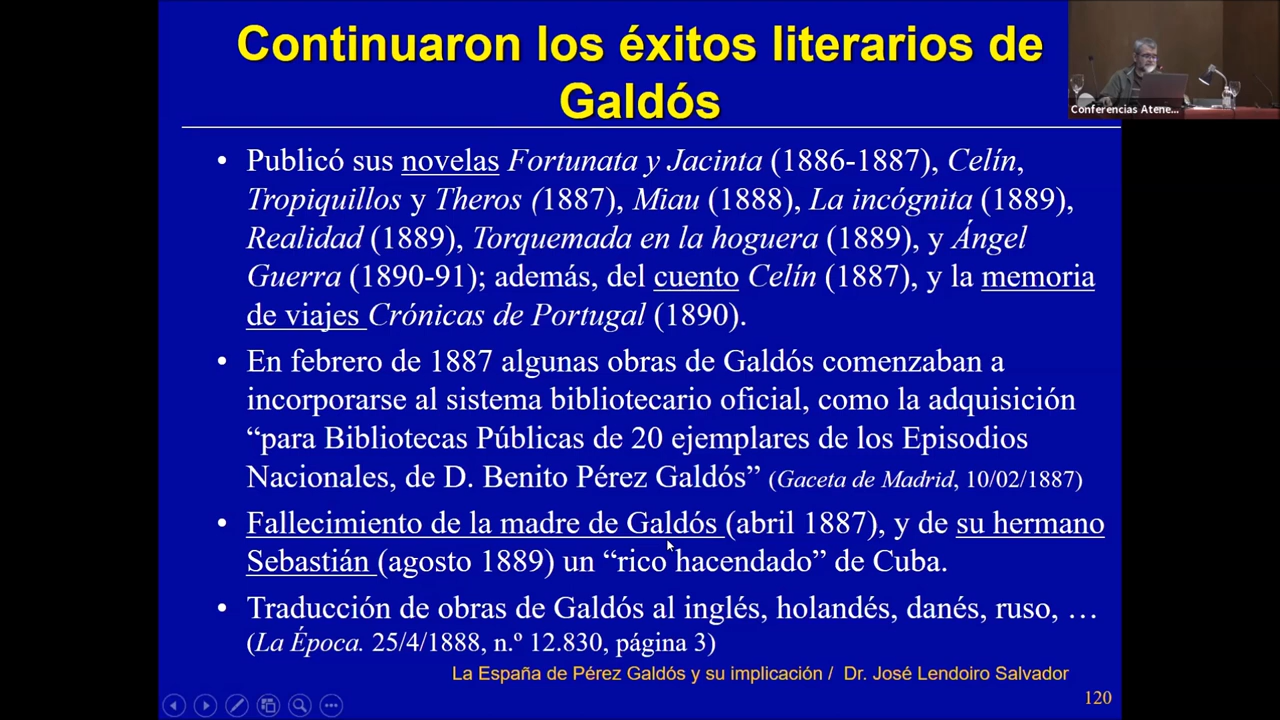 Continuaron los éxitos literarios de
Galdós
Conferencias Atene...
• Publicó sus novelas Fortunata y Jacinta (1886-1887), Celín,
Tropiquillos y Theros (1887), Miau (1888), La incógnita (1889),
Realidad (1889), Torquemada en la hoguera (1889), y Ángel
Guerra (1890-91); además, del cuento Celín (1887), y la memoria
de viajes Crónicas de Portugal (1890).
• En febrero de 1887 algunas obras de Galdós comenzaban a
incorporarse al sistema bibliotecario oficial, como la adquisición
“para Bibliotecas Públicas de 20 ejemplares de los Episodios
Nacionales, de D. Benito Pérez Galdós” (Gaceta de Madrid, 10/02/1887)
• Fallecimiento de la madre de Galdós (abril 1887), y de su hermano
Sebastián (agosto 1889) un “rico hacendado” de Cuba.
• Traducción de obras de Galdós al inglés, holandés, danés, ruso, …
(La Época. 25/4/1888, n.º 12.830, página 3)
La España de Pérez Galdós y su implicación / Dr. José Lendoiro Salvador
120